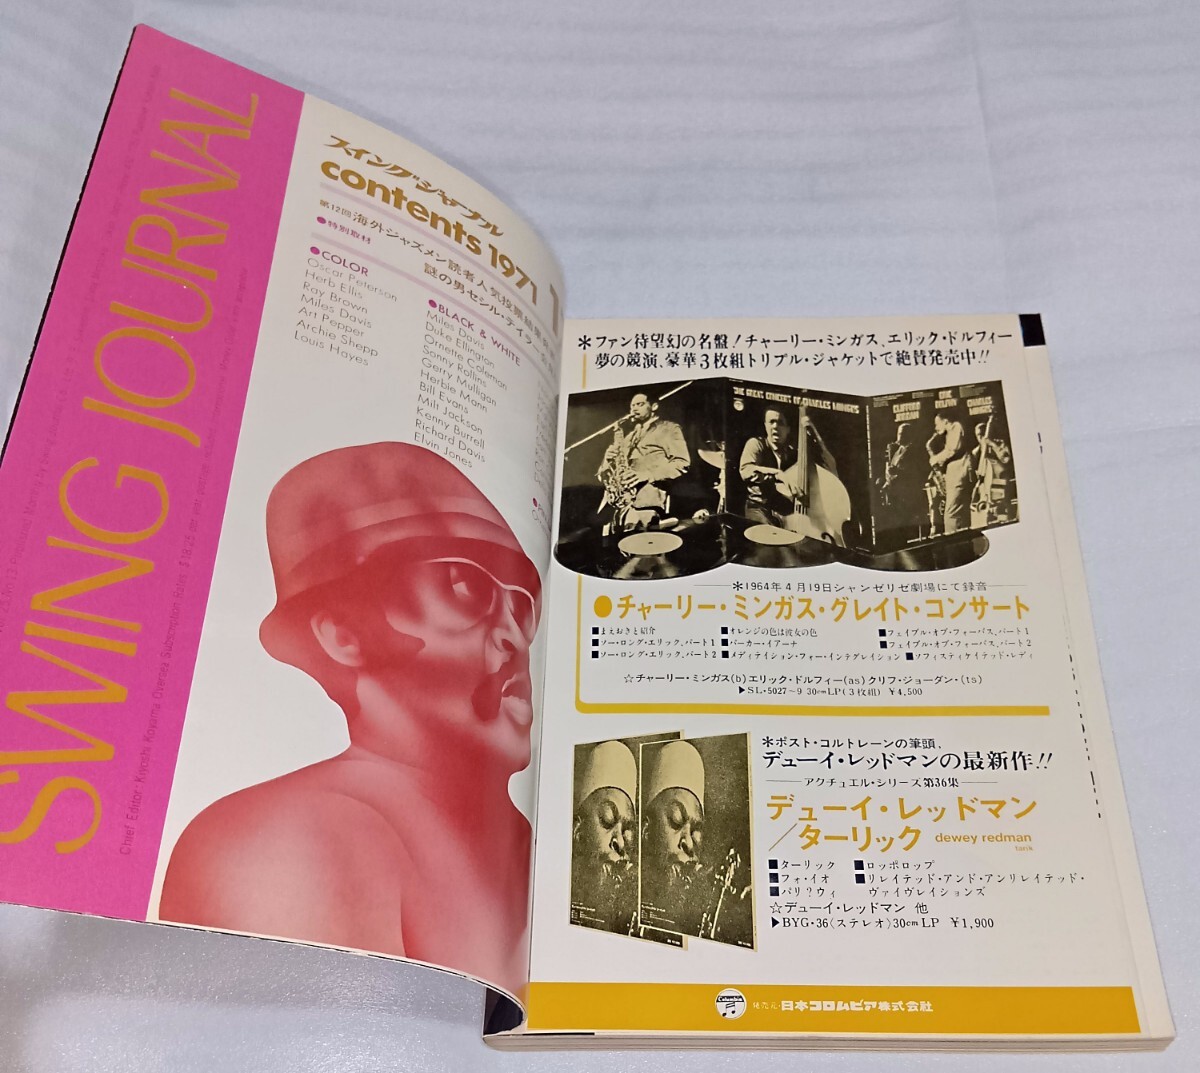 SWING JOURNAL
スイングジャーナル
contents 1971
第12回海外ジャズメン読者人気投票
●特別取材
謎の男セシル・テイラー
●COLOR
Oscar Peterson
Herb Ellis
Ray Brown
Miles Davis
Art Pepper
Archie Shepp
Louis Hayes
●BLACK & WHITE
Miles Davis
Duke Ellington
Ornette Coleman
Sonny Rollins
Gerry Mulligan
Herbie Mann
Bill Evans
Milt Jackson
Kenny Burrell
Richard Davis
Elvin Jones
Chief Editor: Kiyoshi Koyama Oversea Subscription Rates:
＊ファン待望幻の名盤!チャーリー・ミンガス、エリック・ドルフィー
夢の競演、豪華3枚組トリプル・ジャケットで絶賛発売中!!
THE GREAT CONCERT OF CHARLES MINGUS
CLIFFORD JORDAN
ERIC DOLPHY
CHARLES MINGUS
＊1964年4月19日シャンゼリゼ劇場にて録音
●チャーリー・ミンガス・グレイト・コンサート
■まえおきと紹介 ■オレンジの色は彼女の色 ■フェイブル・オブ・フォーバス、パート1
■ソー・ロング・エリック、パート1 ■パーカー・イアーナ ■フェイブル・オブ・フォーバス、パート2
■ソー・ロング・エリック、パート2 ■メディテイション・フォー・インテグレイション ■ソフィスティケイテッド・レディ
☆チャーリー・ミンガス(b)エリック・ドルフィー(as)クリフ・ジョーダン・(ts)
▶SL・5027～9 30cmLP(3枚組) ¥4,500
＊ポスト・コルトレーンの筆頭、
デューイ・レッドマンの最新作!!
アクチュエル・シリーズ第36集
デューイ・レッドマン
/ターリック dewey redman
tarik
■ターリック ■ロッポロップ
■フォ・イオ ■リレイテッド・アンド・アンリレイテッド・
■パリ?ウィ ヴァイヴレイションズ
☆デューイ・レッドマン 他
▶BYG・36〈ステレオ〉30cm LP ¥1,900
Columbia 発売元・日本コロムビア株式会社